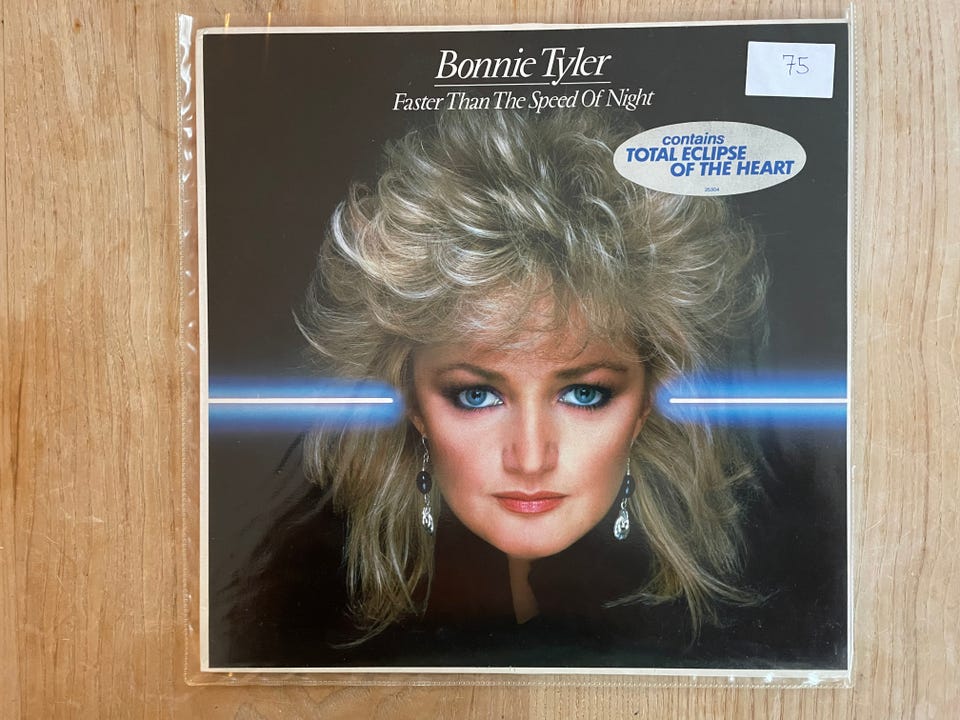 Bonnie Tyler
Faster Than The Speed Of Night
75
contains
TOTAL ECLIPSE
OF THE HEART